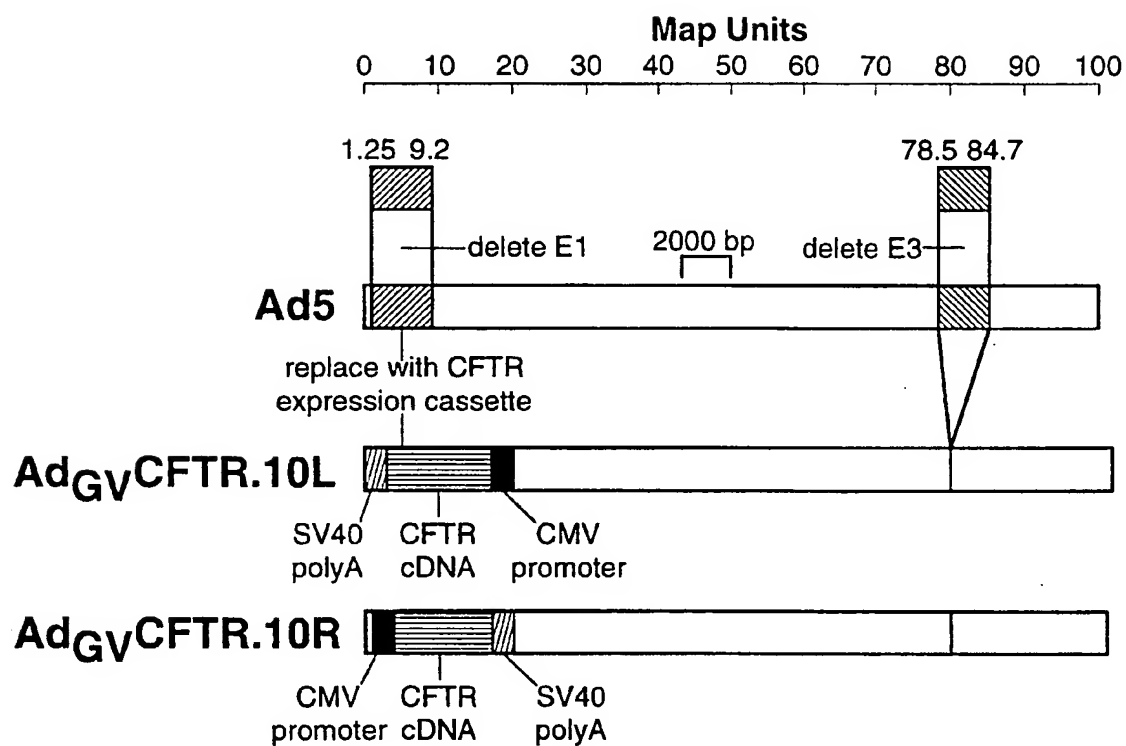 Map Units
0 10 20 30 40 50 60 70 80 90 100
1.25 9.2 78.5 84.7
delete E1 2000 bp delete E3
Ad5
replace with CFTR
expression cassette
AdGVCFTR.10L
SV40 CFTR CMV
polyA cDNA promoter
AdGVCFTR.10R
CMV CFTR SV40
promoter cDNA polyA